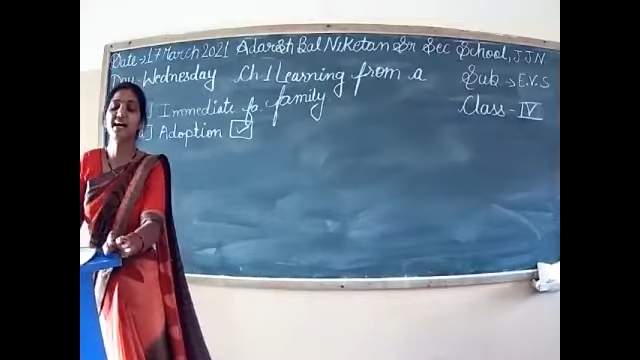 Date → 17 March 2021 Adarsh Bal Niketan Sr Sec School, JJN
Day - Wednesday Ch 1 Learning from a Sub. → E.V.S
family Class - IV
] Immediate fa.
a] Adoption ✓